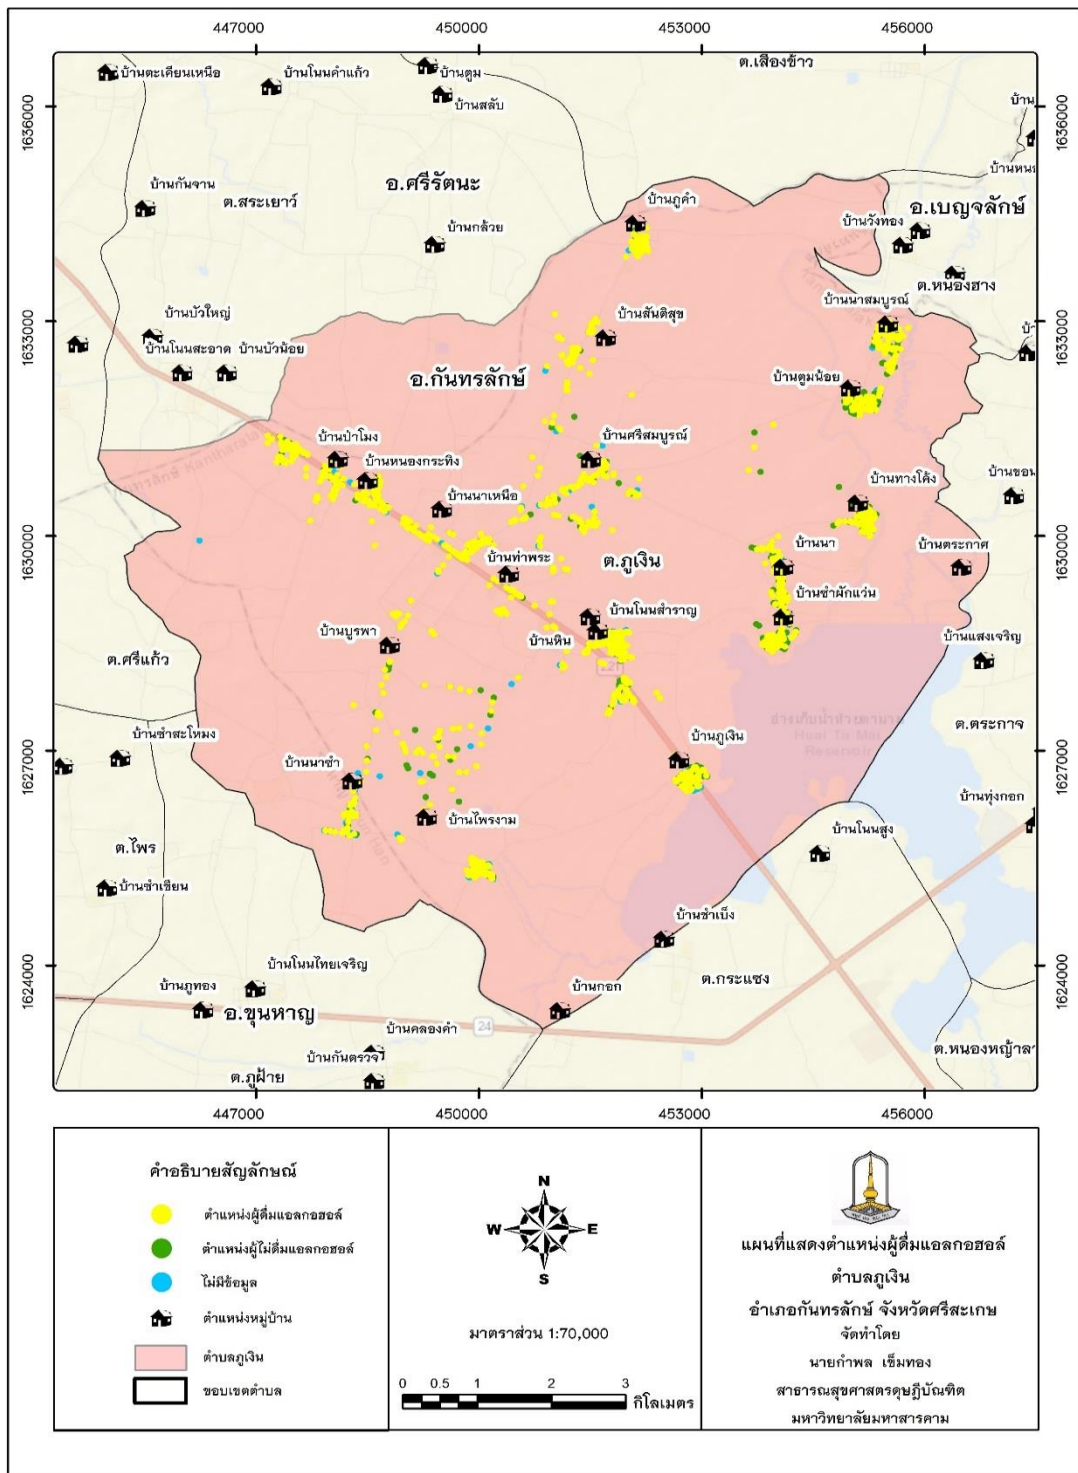 447000 450000 453000 456000
ต.เสืองข้าว
บ้านตะเคียนเหนือ
บ้านโนนคำแก้ว
บ้านตูม
บ้านสลับ
1636000
1636000
บ้านกันจาน
ต.สระเยาว์
อ.ศรีรัตนะ
บ้านกล้วย
บ้านภูคำ
บ้านวังทอง
อ.เบญจลักษ์
ต.หนองฮาง
บ้านบัวใหญ่
บ้านสันติสุข
บ้านนาสมบูรณ์
1633000
1633000
บ้านโนนสะอาด
บ้านบัวน้อย
อ.กันทรลักษ์
บ้านตูมน้อย
บ้านป่าโมง
บ้านหนองกระทิง
บ้านศรีสมบูรณ์
บ้านนาเหนือ
บ้านทางโค้ง
1630000
1630000
บ้านท่าพระ
ต.ภูเงิน
บ้านนา
บ้านตระกาศ
บ้านซำผักแว่น
บ้านโนนสำราญ
บ้านหิน
บ้านบูรพา
221
บ้านแสงเจริญ
ต.ศรีแก้ว
ต.ตระกาจ
Huai Ta Mai
Reservoir
บ้านซำสะโหมง
บ้านนาซำ
บ้านภูเงิน
1627000
1627000
บ้านทุ่งกอก
บ้านไพรงาม
บ้านโนนสูง
ต.ไพร
บ้านซำเขียน
บ้านซำเบ็ง
ต.กระแซง
1624000
1624000
บ้านโนนไทยเจริญ
บ้านภูทอง
อ.ขุนหาญ
บ้านกอก
บ้านคลองคำ
24
บ้านกันตรวจ
ต.ภูฝ้าย
447000 450000 453000 456000
คำอธิบายสัญลักษณ์
ตำแหน่งผู้ดื่มแอลกอฮอล์
ตำแหน่งผู้ไม่ดื่มแอลกอฮอล์
ไม่มีข้อมูล
ตำแหน่งหมู่บ้าน
ตำบลภูเงิน
ขอบเขตตำบล
N
W E
S
มาตราส่วน 1:70,000
0 0.5 1 2 3
กิโลเมตร
แผนที่แสดงตำแหน่งผู้ดื่มแอลกอฮอล์
ตำบลภูเงิน
อำเภอกันทรลักษ์ จังหวัดศรีสะเกษ
จัดทำโดย
นายกำพล เข็มทอง
สาธารณสุขศาสตรดุษฎีบัณฑิต
มหาวิทยาลัยมหาสารคาม